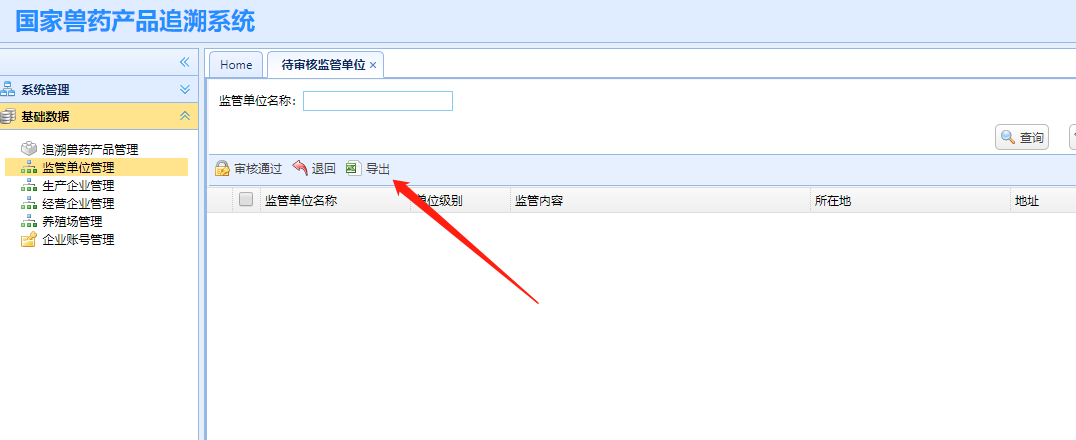 国家兽药产品追溯系统
系统管理
基础数据
追溯兽药产品管理
监管单位管理
生产企业管理
经营企业管理
养殖场管理
企业账号管理
Home 待审核监管单位
监管单位名称:
查询
审核通过 退回 导出
监管单位名称 单位级别 监管内容 所在地 地址